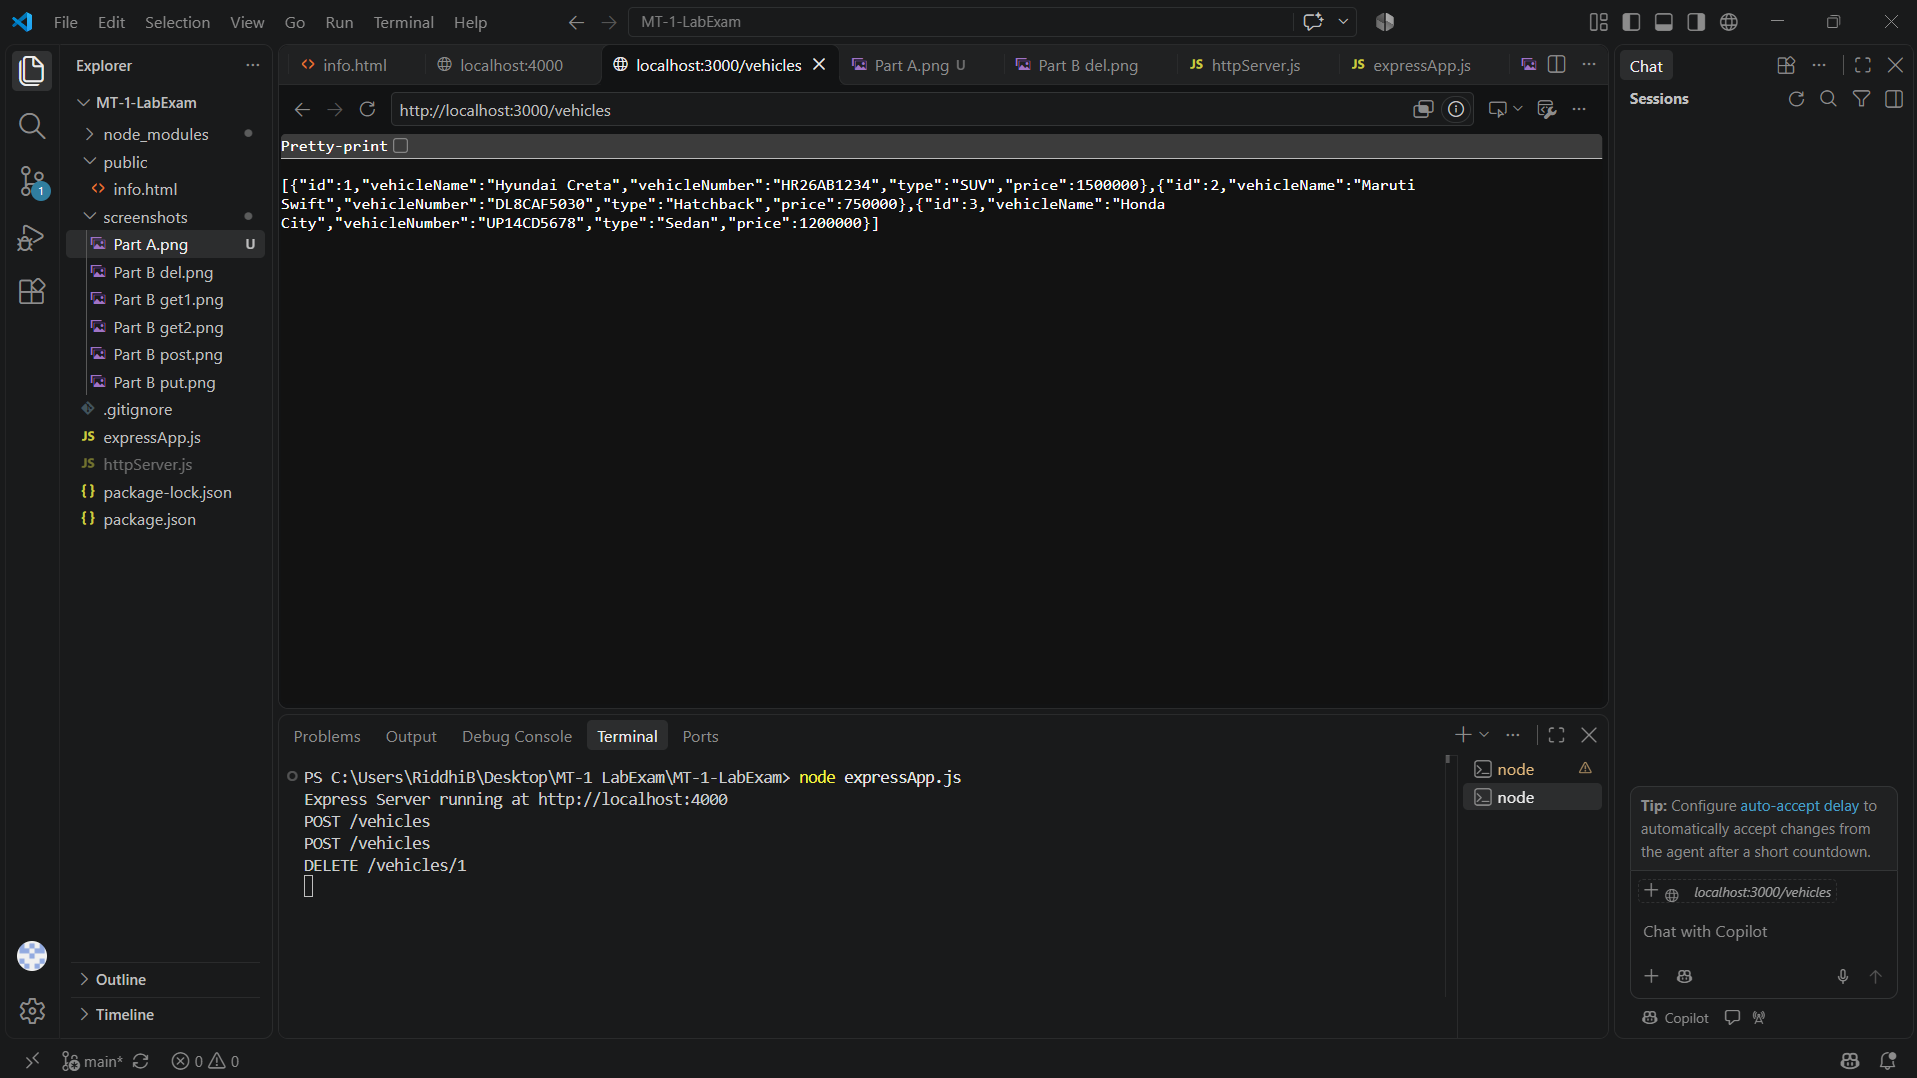 File Edit Selection View Go Run Terminal Help
MT-1-LabExam
Explorer
MT-1-LabExam
node_modules
public
info.html
screenshots
Part A.png U
Part B del.png
Part B get1.png
Part B get2.png
Part B post.png
Part B put.png
.gitignore
JS expressApp.js
JS httpServer.js
{} package-lock.json
{} package.json
Outline
Timeline
1
info.html
localhost:4000
localhost:3000/vehicles
Part A.png U
Part B del.png
JS httpServer.js
JS expressApp.js
http://localhost:3000/vehicles
Pretty-print
[{"id":1,"vehicleName":"Hyundai Creta","vehicleNumber":"HR26AB1234","type":"SUV","price":1500000},{"id":2,"vehicleName":"Maruti
Swift","vehicleNumber":"DL8CAF5030","type":"Hatchback","price":750000},{"id":3,"vehicleName":"Honda
City","vehicleNumber":"UP14CD5678","type":"Sedan","price":1200000}]
Problems Output Debug Console Terminal Ports
PS C:\Users\RiddhiB\Desktop\MT-1 LabExam\MT-1-LabExam> node expressApp.js
Express Server running at http://localhost:4000
POST /vehicles
POST /vehicles
DELETE /vehicles/1
node
node
Chat
Sessions
Tip: Configure auto-accept delay to
automatically accept changes from
the agent after a short countdown.
localhost:3000/vehicles
Chat with Copilot
Copilot
main* 0 0